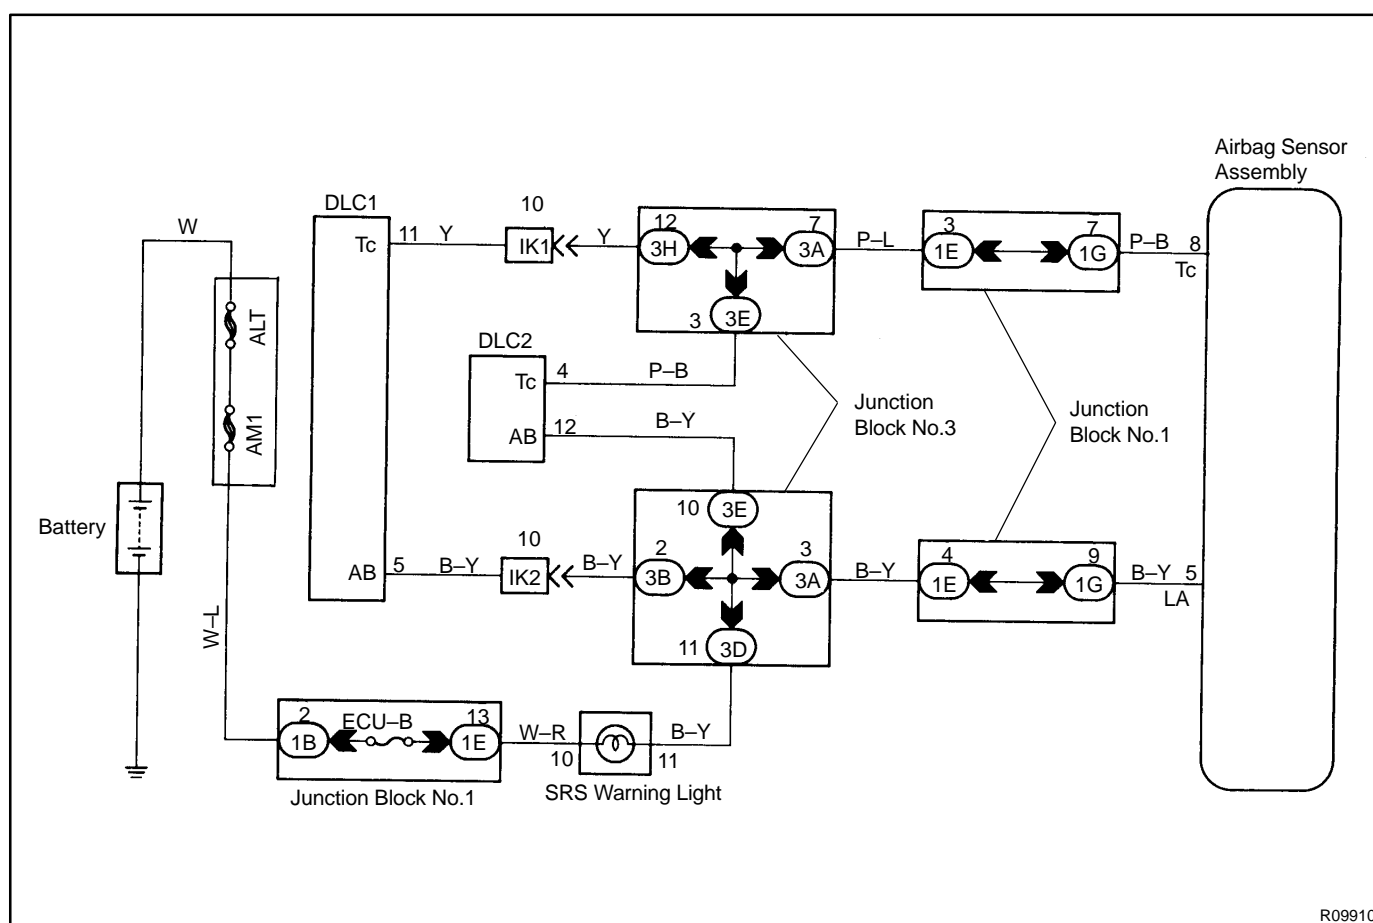 Airbag Sensor
Assembly
W
DLC1
10
12
7
3
7
Tc
11
Y
IK1
Y
3H
3A
P–L
1E
1G
P–B
8
Tc
ALT
3
3E
DLC2
Tc
4
P–B
AM1
Junction
Block No.3
Junction
Block No.1
B–Y
AB
12
Battery
10
3E
10
2
3
4
9
AB
5
B–Y
IK2
B–Y
3B
3A
B–Y
1E
1G
B–Y
5
LA
W–L
11
3D
2
ECU–B
13
1B
1E
W–R
10
B–Y
11
Junction Block No.1
SRS Warning Light
R09910